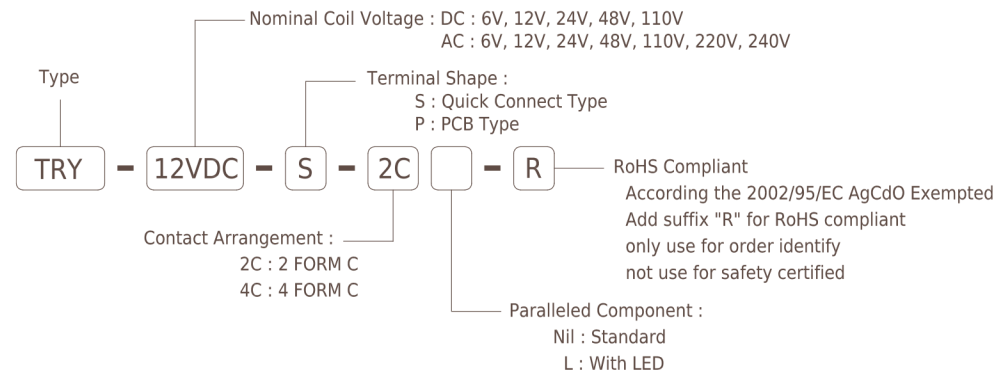 Nominal Coil Voltage : DC : 6V, 12V, 24V, 48V, 110V
AC : 6V, 12V, 24V, 48V, 110V, 220V, 240V
Type
Terminal Shape :
S : Quick Connect Type
P : PCB Type
TRY - 12VDC - S - 2C - R
RoHS Compliant
According the 2002/95/EC AgCdO Exempted
Add suffix "R" for RoHS compliant
only use for order identify
not use for safety certified
Contact Arrangement :
2C : 2 FORM C
4C : 4 FORM C
Paralleled Component :
Nil : Standard
L : With LED